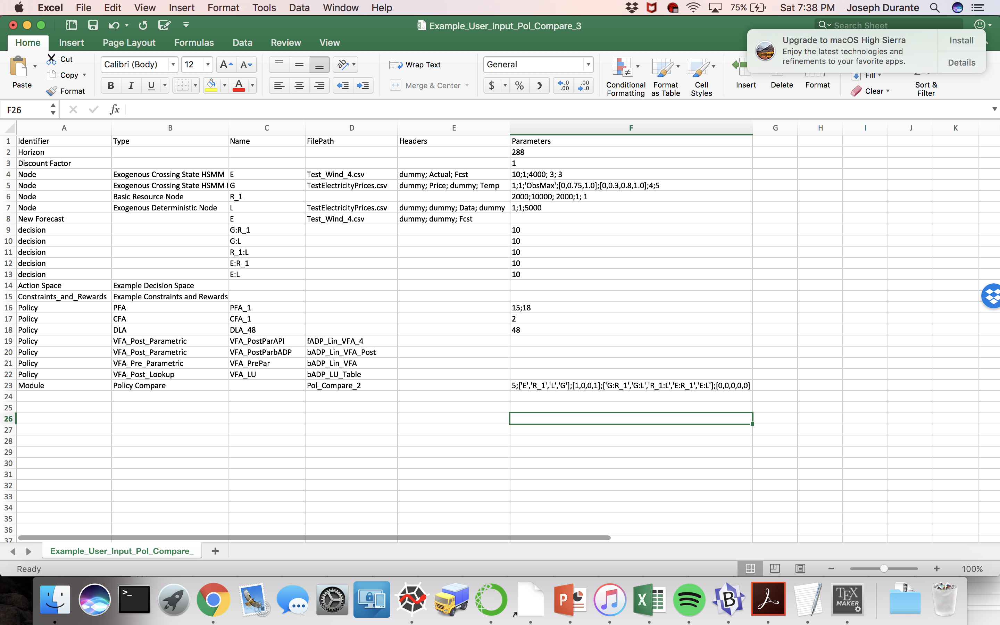 Excel File Edit View Insert Format Tools Data Window Help 75% Sat 7:38 PM Joseph Durante
Example_User_Input_Pol_Compare_3
Search Sheet
Home Insert Page Layout Formulas Data Review View
Upgrade to macOS High Sierra
Enjoy the latest technologies and
refinements to your favorite apps.
Install
Details
Paste
Cut
Copy
Format
Calibri (Body) 12
B I U
Wrap Text
Merge & Center
General
$ %
Conditional Formatting
Format as Table
Cell Styles
Insert Delete Format
Fill
Clear
Sort & Filter
F26 fx
A B C D E F G H I J K
1 Identifier Type Name FilePath Headers Parameters
2 Horizon 288
3 Discount Factor 1
4 Node Exogenous Crossing State HSMM E Test_Wind_4.csv dummy; Actual; Fcst 10;1;4000; 3; 3
5 Node Exogenous Crossing State HSMM G TestElectricityPrices.csv dummy; Price; dummy; Temp 1;1;'ObsMax';[0,0.75,1.0];[0,0.3,0.8,1.0];4;5
6 Node Basic Resource Node R_1 2000;10000; 2000;1; 1
7 Node Exogenous Deterministic Node L TestElectricityPrices.csv dummy; dummy; Data; dummy 1;1;5000
8 New Forecast E Test_Wind_4.csv dummy; dummy; Fcst
9 decision G:R_1 10
10 decision G:L 10
11 decision R_1:L 10
12 decision E:R_1 10
13 decision E:L 10
14 Action Space Example Decision Space
15 Constraints_and_Rewards Example Constraints and Rewards
16 Policy PFA PFA_1 15;18
17 Policy CFA CFA_1 2
18 Policy DLA DLA_48 48
19 Policy VFA_Post_Parametric VFA_PostParAPI fADP_Lin_VFA_4
20 Policy VFA_Post_Parametric VFA_PostParbADP bADP_Lin_VFA_Post
21 Policy VFA_Pre_Parametric VFA_PrePar bADP_Lin_VFA
22 Policy VFA_Post_Lookup VFA_LU bADP_LU_Table
23 Module Policy Compare Pol_Compare_2 5;['E','R_1','L','G'];[1,0,0,1];['G:R_1','G:L','R_1:L','E:R_1','E:L'];[0,0,0,0,0]
24
25
26
27
28
29
30
31
32
33
34
35
36
37
Example_User_Input_Pol_Compare_ +
Ready 100%
TEX
MAKER